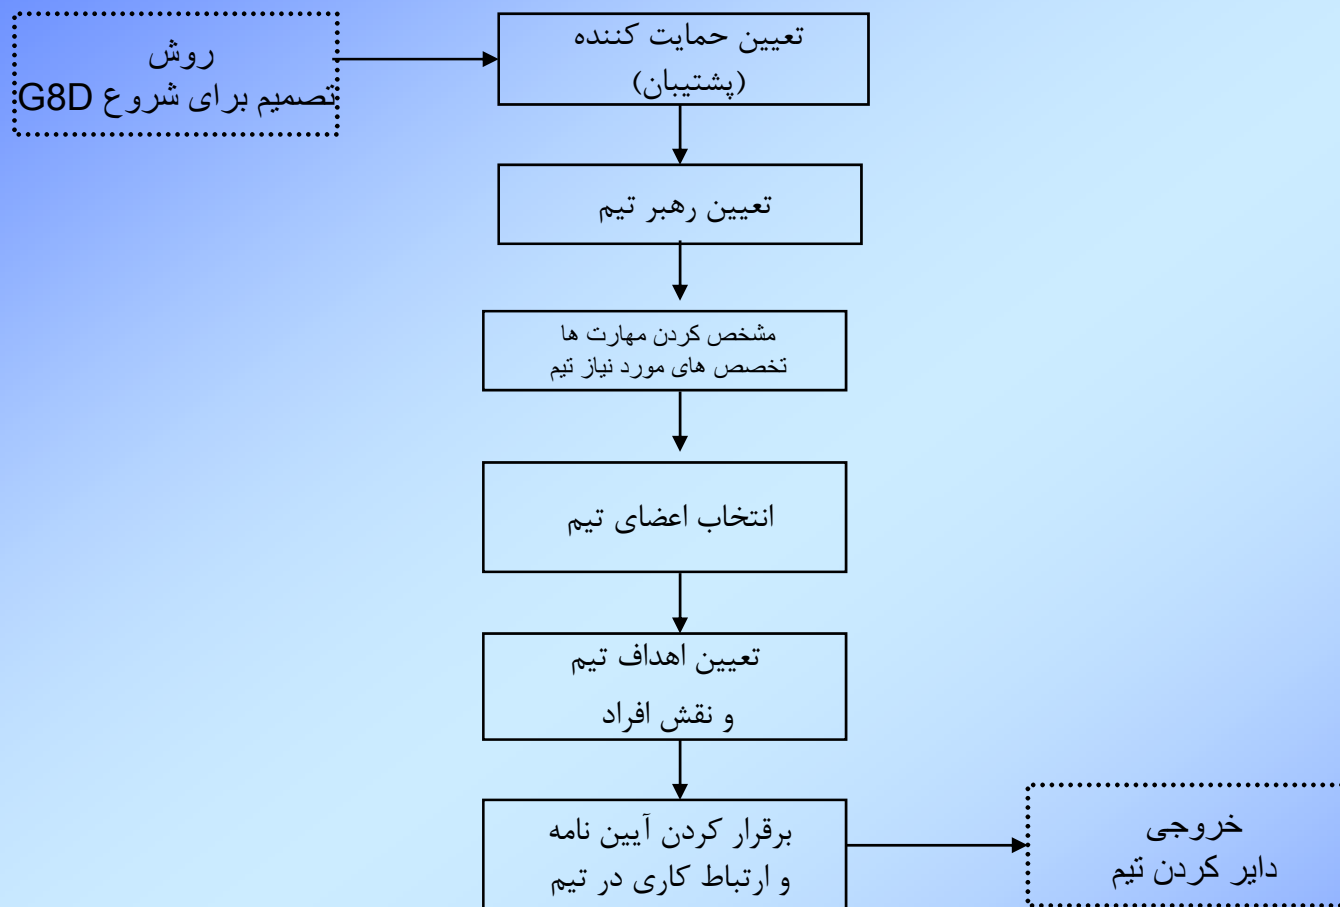 روش
تصمیم برای شروع G8D
تعیین حمایت کننده
(پشتیبان)
تعیین رهبر تیم
مشخص کردن مهارت ها
تخصص های مورد نیاز تیم
انتخاب اعضای تیم
تعیین اهداف تیم
و نقش افراد
برقرار کردن آیین نامه
و ارتباط کاری در تیم
خروجی
دایر کردن تیم